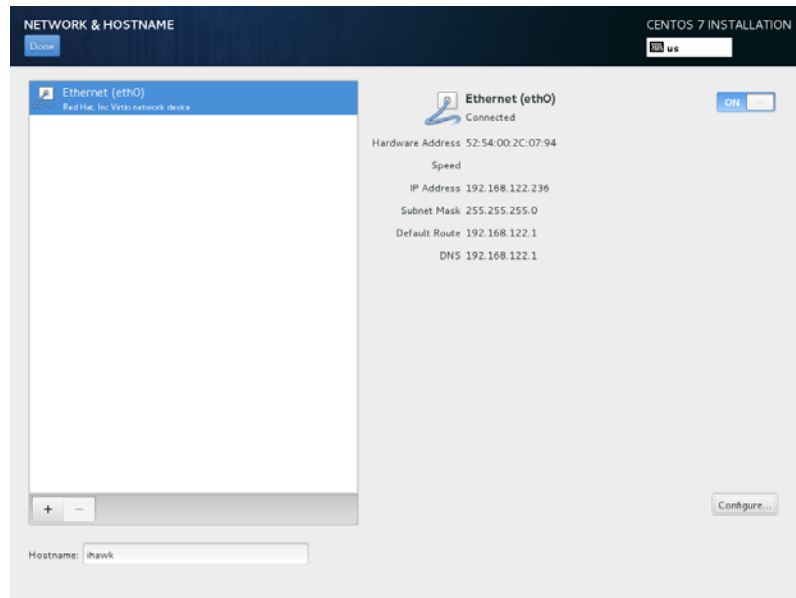 NETWORK & HOSTNAME
CENTOS 7 INSTALLATION
Done
us
Ethernet (eth0)
Red Hat, Inc Virtio network device
Ethernet (eth0)
Connected
ON
Hardware Address 52:54:00:2C:07:94
Speed
IP Address 192.168.122.236
Subnet Mask 255.255.255.0
Default Route 192.168.122.1
DNS 192.168.122.1
+ −
Configure...
Hostname: ihawk